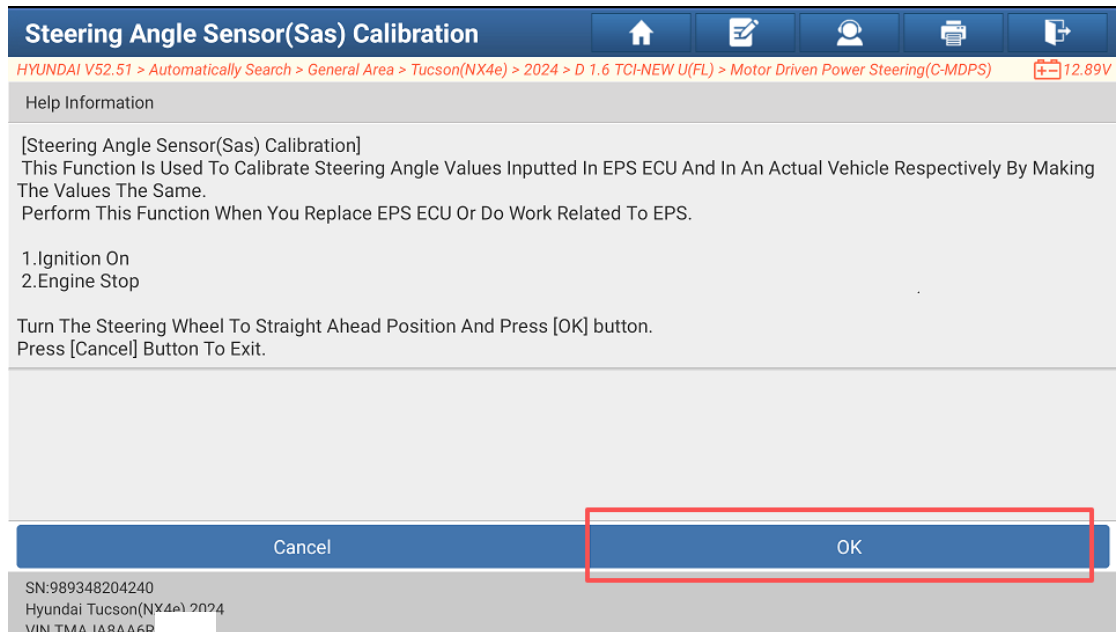 Steering Angle Sensor(Sas) Calibration
HYUNDAI V52.51 > Automatically Search > General Area > Tucson(NX4e) > 2024 > D 1.6 TCI-NEW U(FL) > Motor Driven Power Steering(C-MDPS) 12.89V
Help Information
[Steering Angle Sensor(Sas) Calibration]
This Function Is Used To Calibrate Steering Angle Values Inputted In EPS ECU And In An Actual Vehicle Respectively By Making
The Values The Same.
Perform This Function When You Replace EPS ECU Or Do Work Related To EPS.
1.Ignition On
2.Engine Stop
Turn The Steering Wheel To Straight Ahead Position And Press [OK] button.
Press [Cancel] Button To Exit.
Cancel OK
SN:989348204240
Hyundai Tucson(NX4e) 2024
VIN